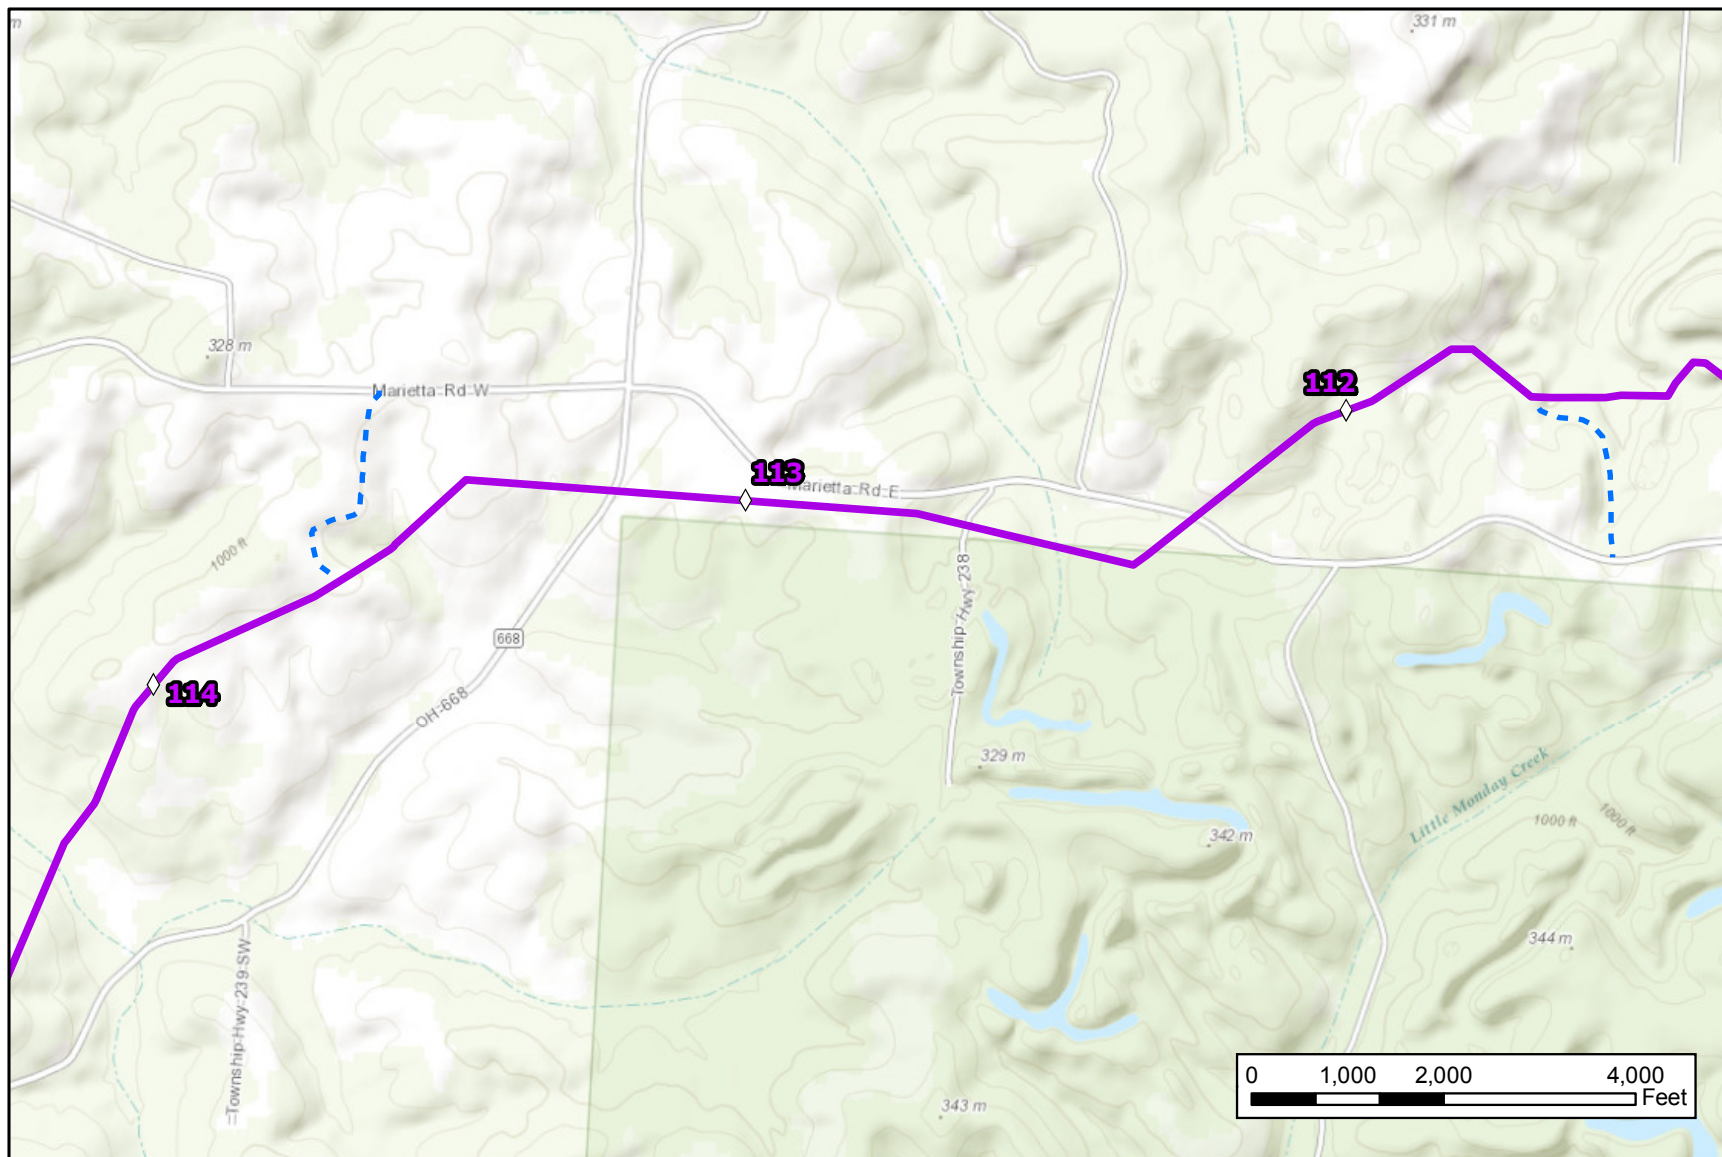 m
331 m
328 m
Marietta Rd W
112
113
Marietta Rd E
1000 ft
668
Township Hwy 238
114
OH-668
329 m
Little Monday Creek
1000 ft
1000 ft
342 m
344 m
Township Hwy 239 SW
343 m
0 1,000 2,000 4,000
Feet